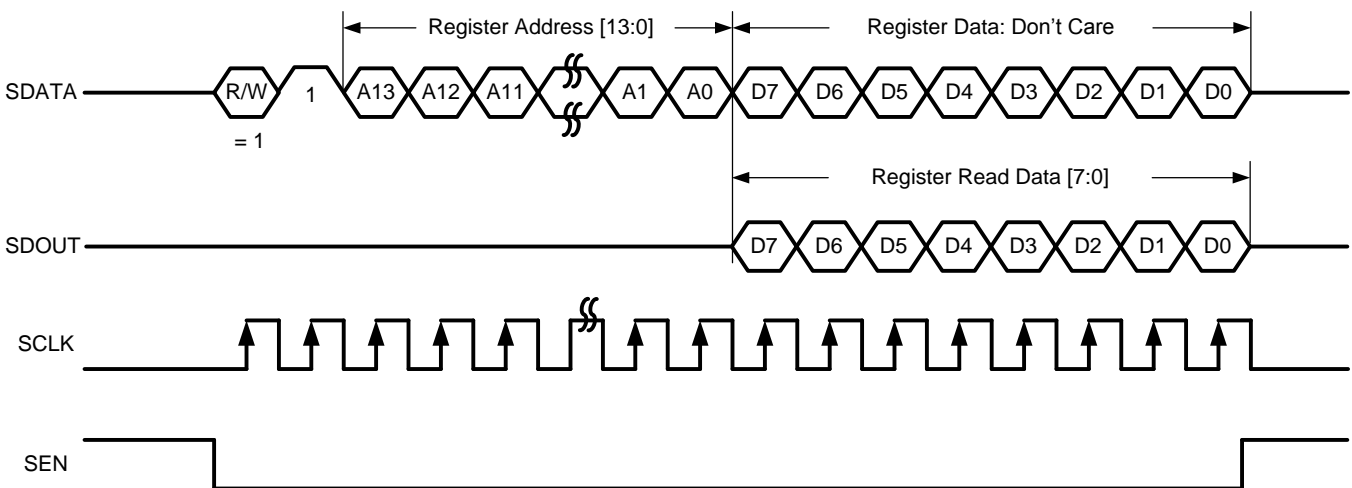 Register Address [13:0] Register Data: Don't Care
SDATA R/W 1 A13 A12 A11 A1 A0 D7 D6 D5 D4 D3 D2 D1 D0
= 1
Register Read Data [7:0]
SDOUT D7 D6 D5 D4 D3 D2 D1 D0
SCLK
SEN